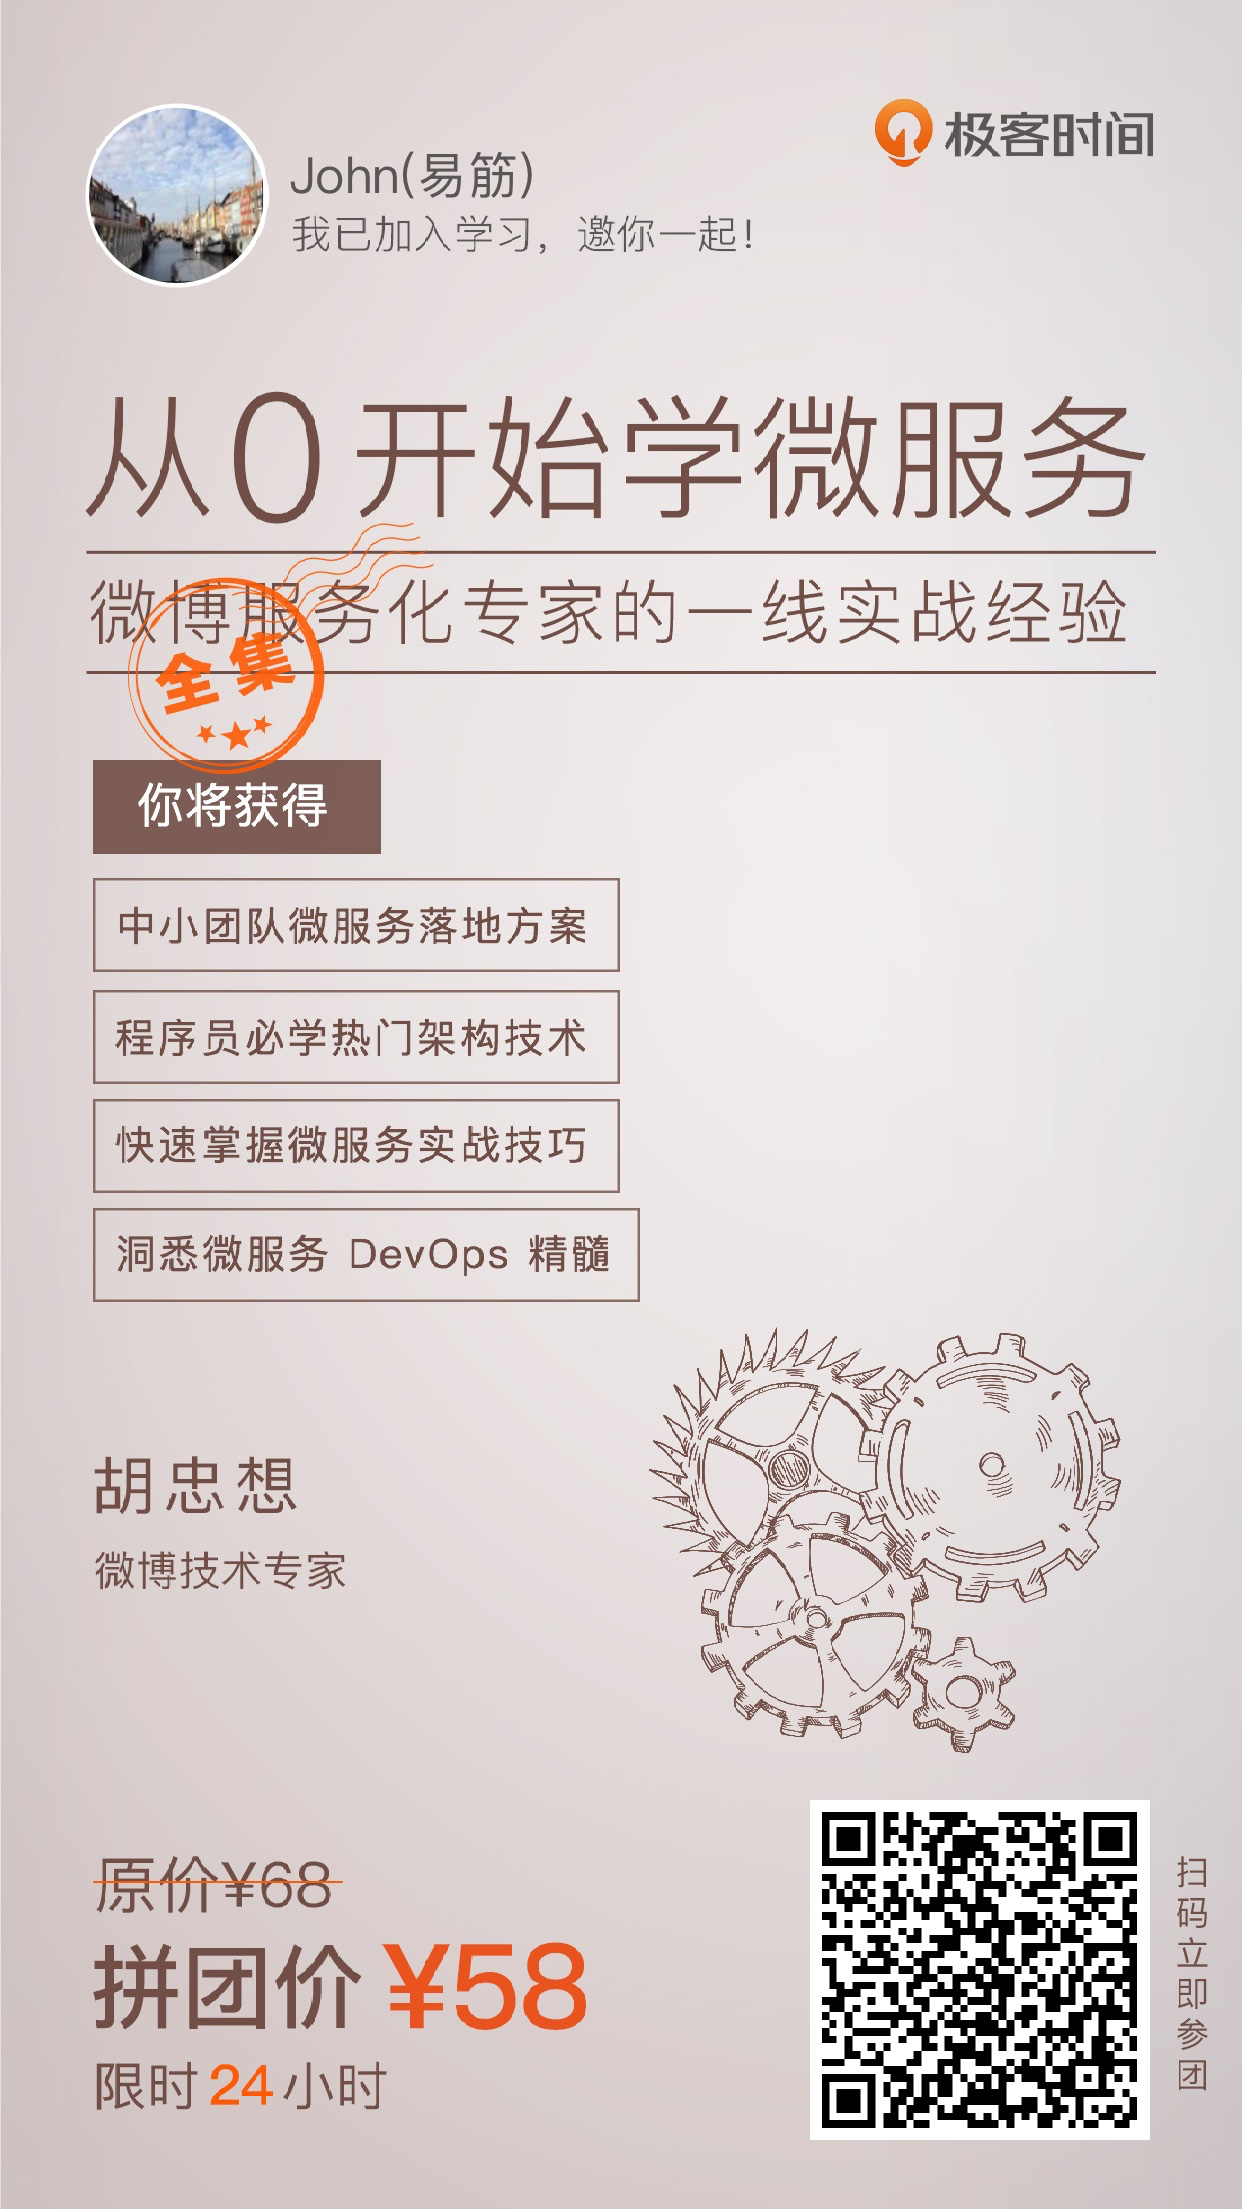 极客时间
John(易筋)
我已加入学习，邀你一起！
从0开始学微服务
微博服务化专家的一线实战经验
全集
你将获得
中小团队微服务落地方案
程序员必学热门架构技术
快速掌握微服务实战技巧
洞悉微服务 DevOps 精髓
胡忠想
微博技术专家
原价¥68
拼团价 ¥58
限时 24 小时
扫码立即参团